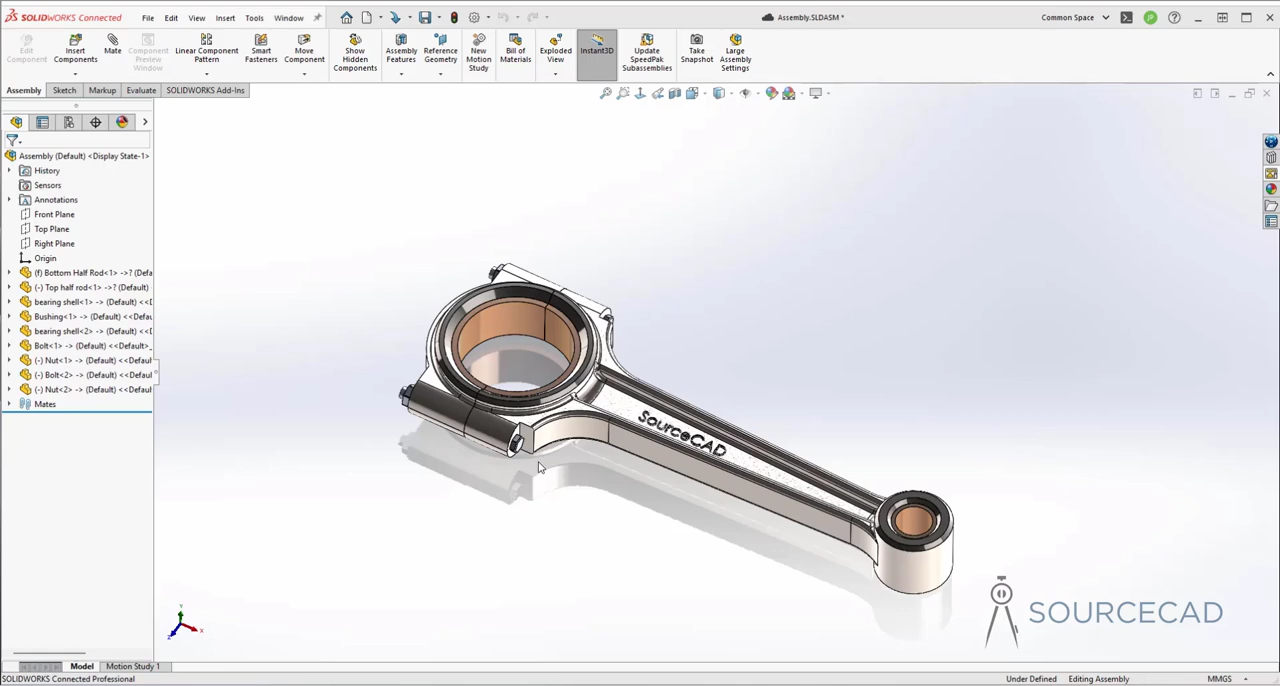 SOLIDWORKS Connected
File Edit View Insert Tools Window
Assembly.SLDASM *
Common Space
JP
Edit Component
Insert Components
Mate
Component Preview Window
Linear Component Pattern
Smart Fasteners
Move Component
Show Hidden Components
Assembly Features
Reference Geometry
New Motion Study
Bill of Materials
Exploded View
Instant3D
Update SpeedPak Subassemblies
Take Snapshot
Large Assembly Settings
Assembly Sketch Markup Evaluate SOLIDWORKS Add-Ins
Assembly (Default) <Display State-1>
History
Sensors
Annotations
Front Plane
Top Plane
Right Plane
Origin
(f) Bottom Half Rod<1> ->? (Defa
(-) Top half rod<1> ->? (Default)
bearing shell<1> -> (Default) <<D
Bushing<1> -> (Default) <<Defau
bearing shell<2> -> (Default) <<D
Bolt<1> -> (Default) <<Default>_
(-) Nut<1> -> (Default) <<Defaul
(-) Bolt<2> -> (Default) <<Defaul
(-) Nut<2> -> (Default) <<Defaul
Mates
SourceCAD
SOURCECAD
Y
X
Z
Model Motion Study 1
SOLIDWORKS Connected Professional
Under Defined Editing Assembly MMGS